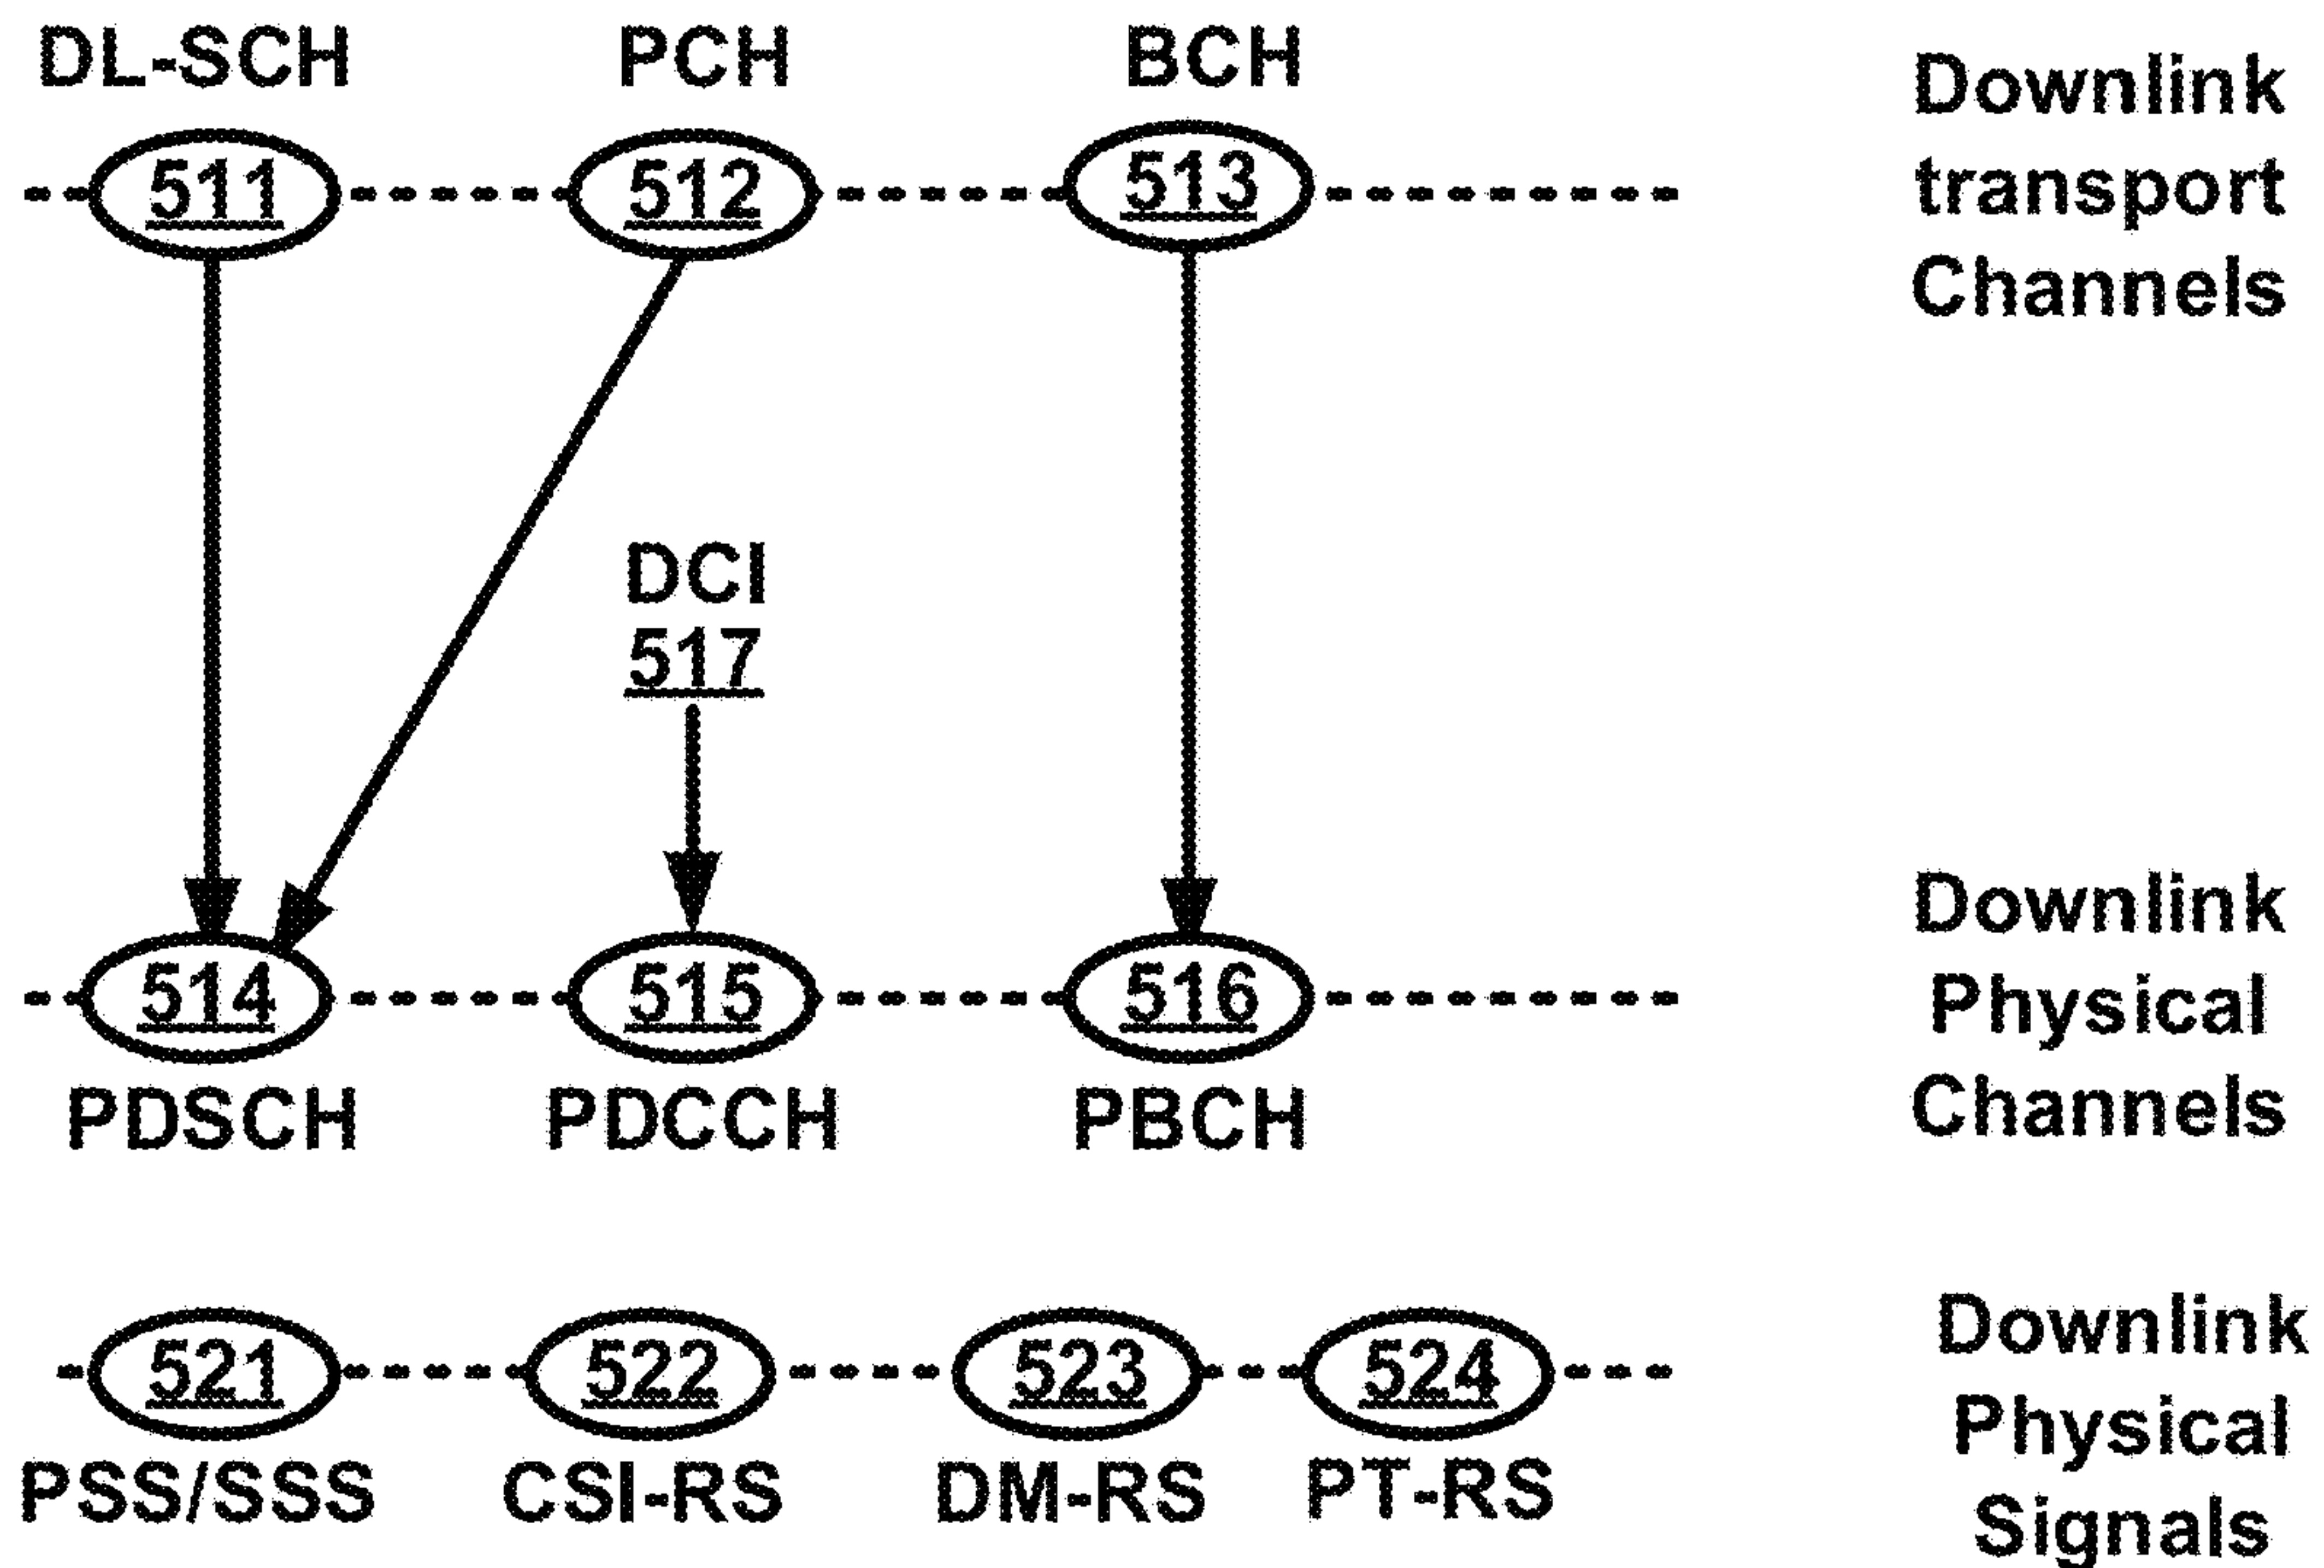 DL-SCH PCH BCH
Downlink
transport
Channels
511 512 513
DCI
517
Downlink
Physical
Channels
514 515 516
PDSCH PDCCH PBCH
521 522 523 524
PSS/SSS CSI-RS DM-RS PT-RS
Downlink
Physical
Signals